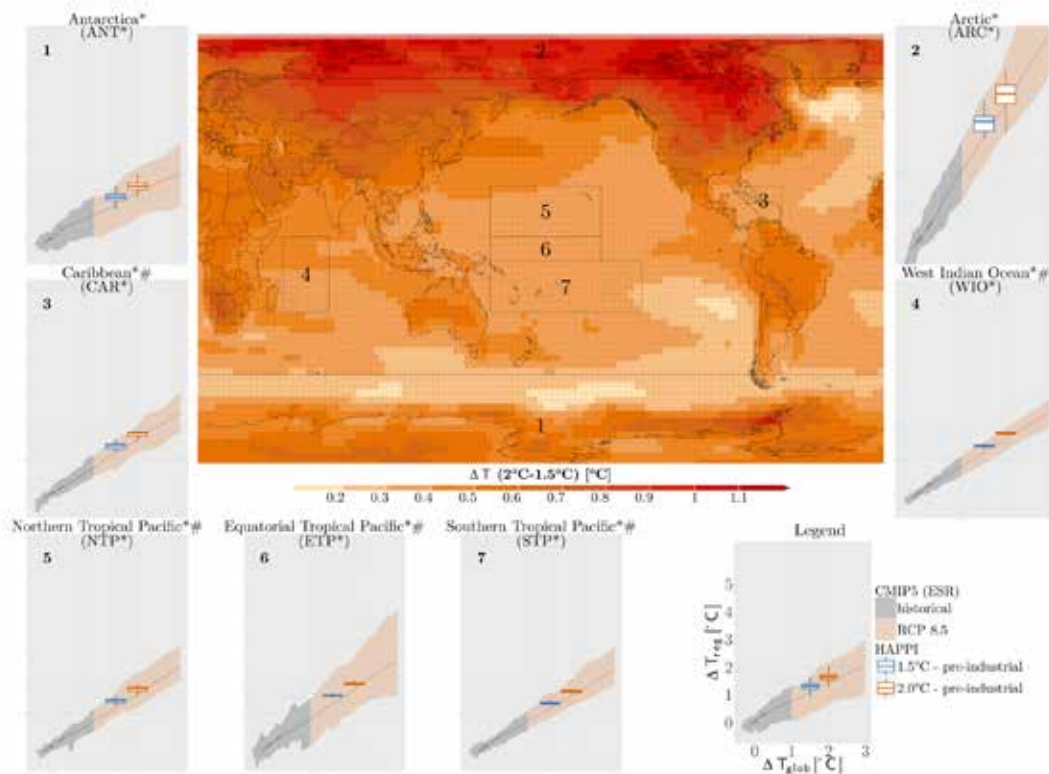 Antarctica*
(ANT*)
1
Arctic*
(ARC*)
2
2
5
3
6
4
7
1
Caribbean*#
(CAR*)
3
West Indian Ocean*#
(WIO*)
4
Δ T (2°C-1.5°C) [°C]
0.2 0.3 0.4 0.5 0.6 0.7 0.8 0.9 1 1.1
Northern Tropical Pacific*#
(NTP*)
5
Equatorial Tropical Pacific*#
(ETP*)
6
Southern Tropical Pacific*#
(STP*)
7
Legend
5
4
3
2
1
0
Δ Treg[°C]
0 1 2 3
Δ Tglob[°C]
CMIP5 (ESR)
historical
RCP 8.5
HAPPI
1.5°C - pre-industrial
2.0°C - pre-industrial